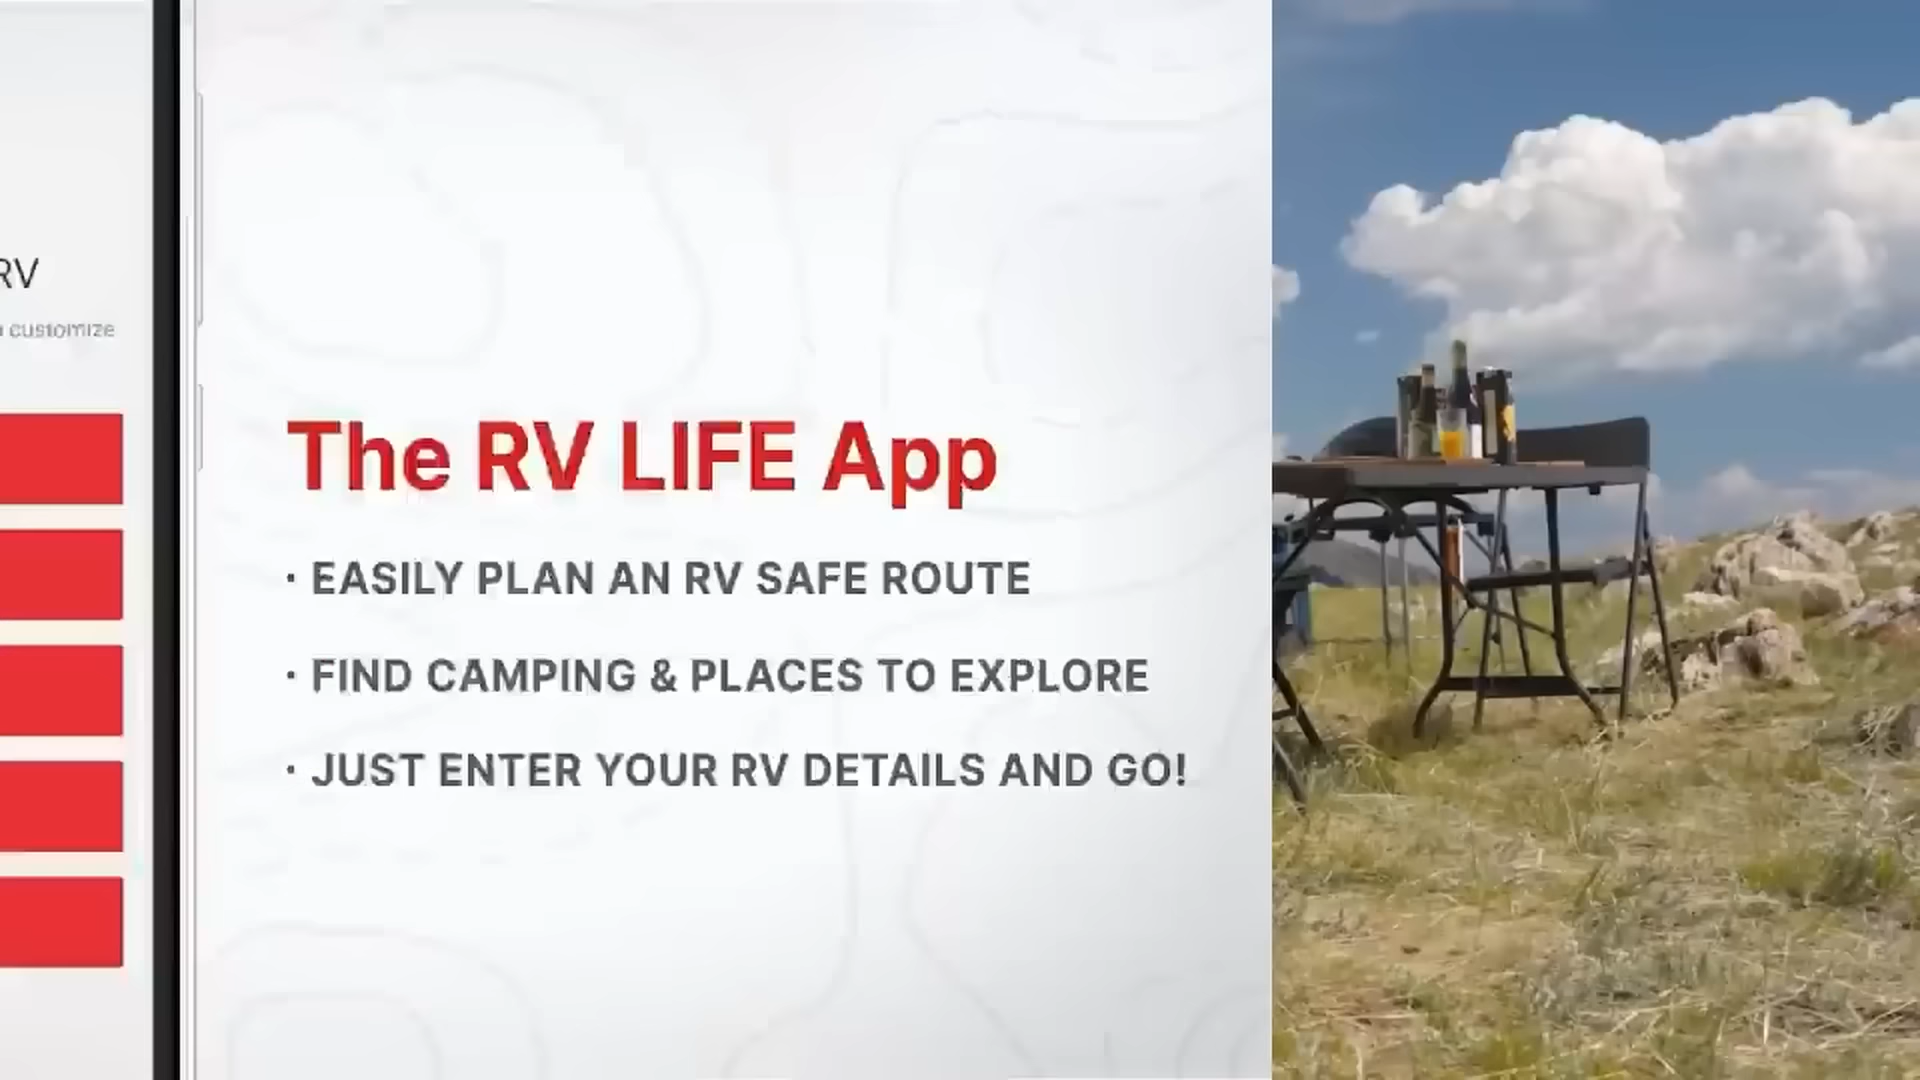 RV
customize
The RV LIFE App
· EASILY PLAN AN RV SAFE ROUTE
· FIND CAMPING & PLACES TO EXPLORE
· JUST ENTER YOUR RV DETAILS AND GO!